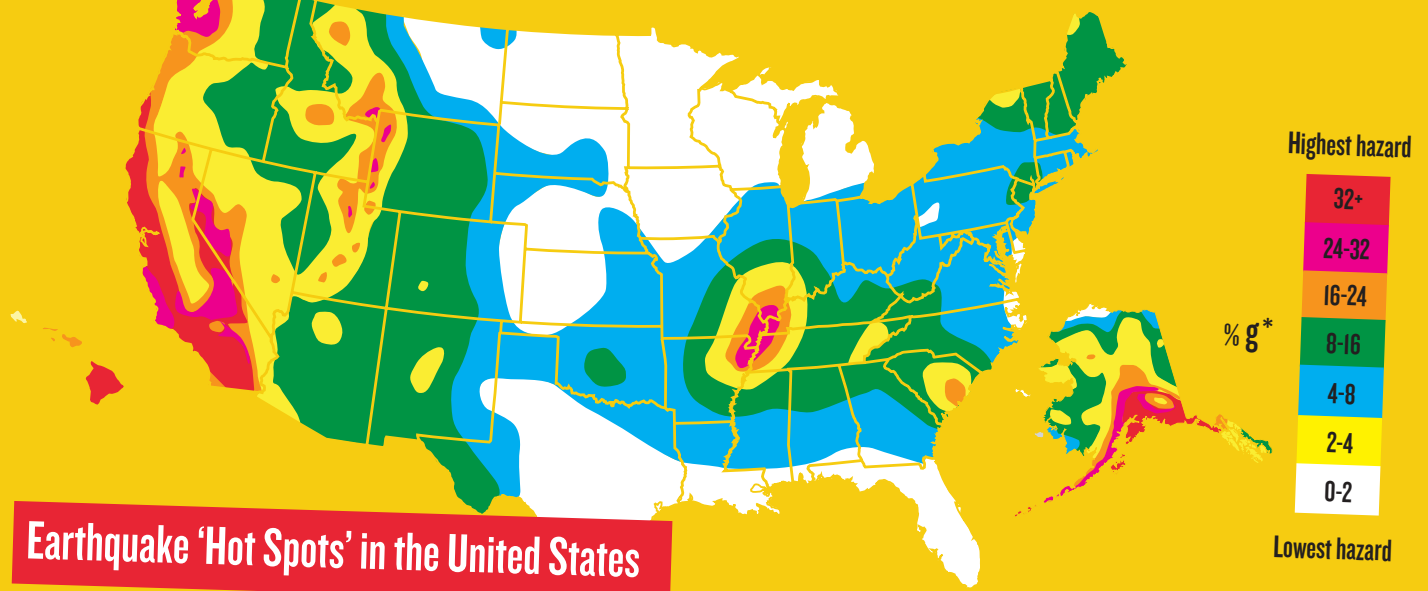 Highest hazard
32+
24-32
16-24
% g*
8-16
4-8
2-4
0-2
Lowest hazard
Earthquake ‘Hot Spots’ in the United States